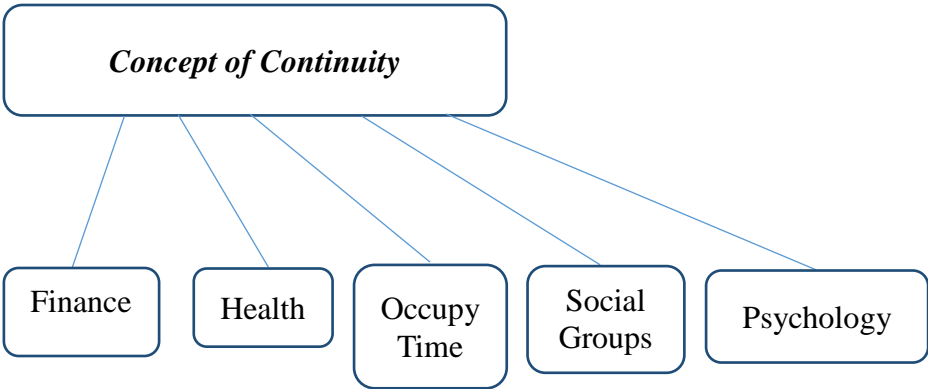 Concept of Continuity
Finance
Health
Occupy
Time
Social
Groups
Psychology